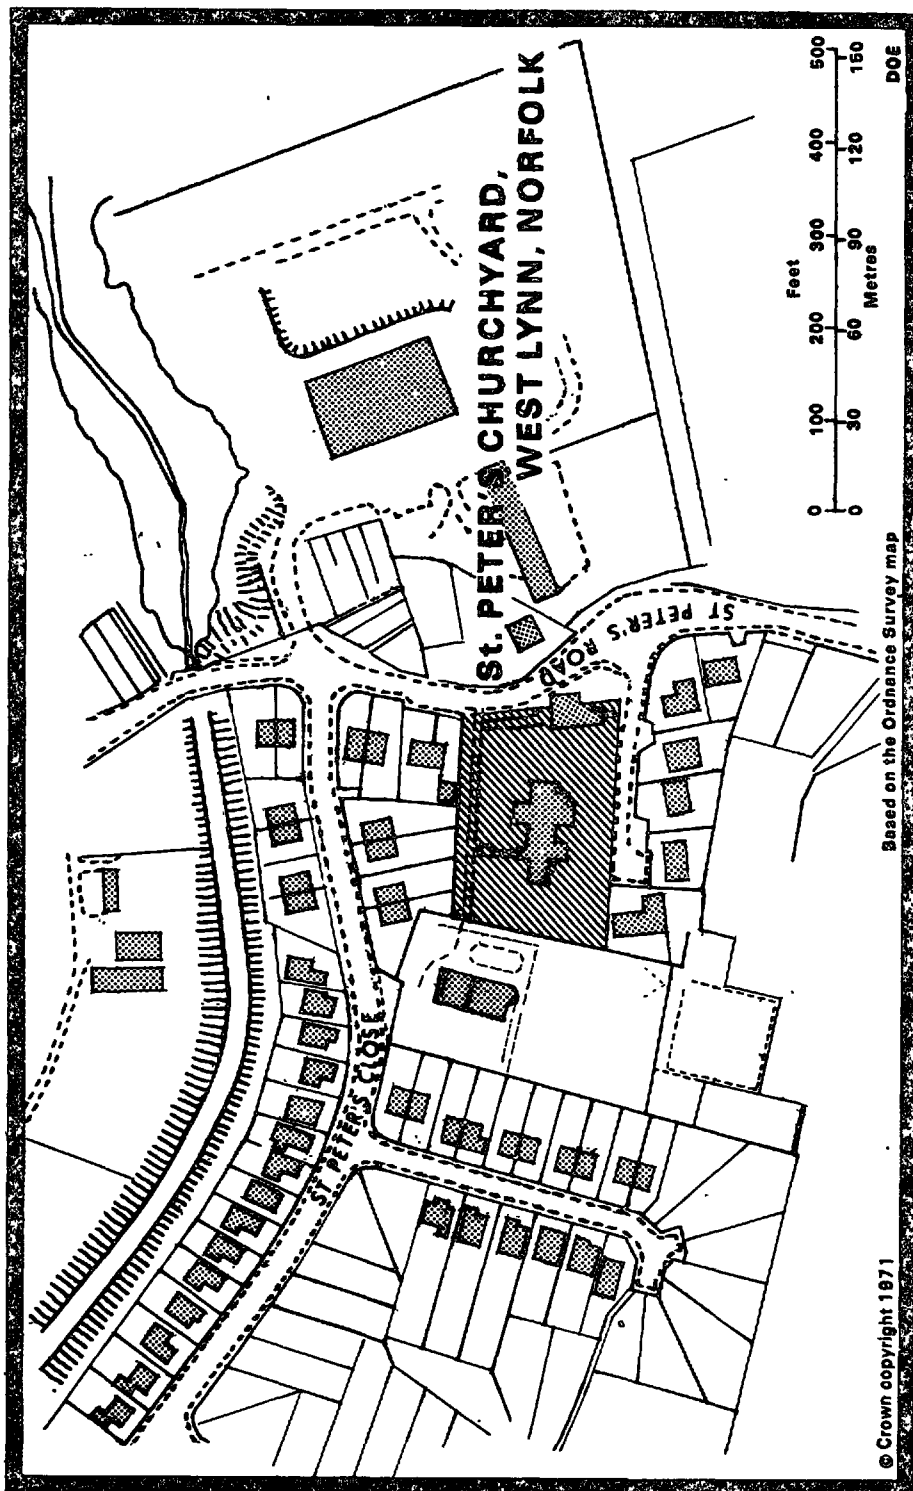 St. PETER'S CHURCHYARD,
WEST LYNN, NORFOLK
ST PETER'S CLOSE
ST PETER'S ROAD
Feet
0 100 200 300 400 500
0 30 60 90 120 150
Metres
© Crown copyright 1971
Based on the Ordnance Survey map
DOE